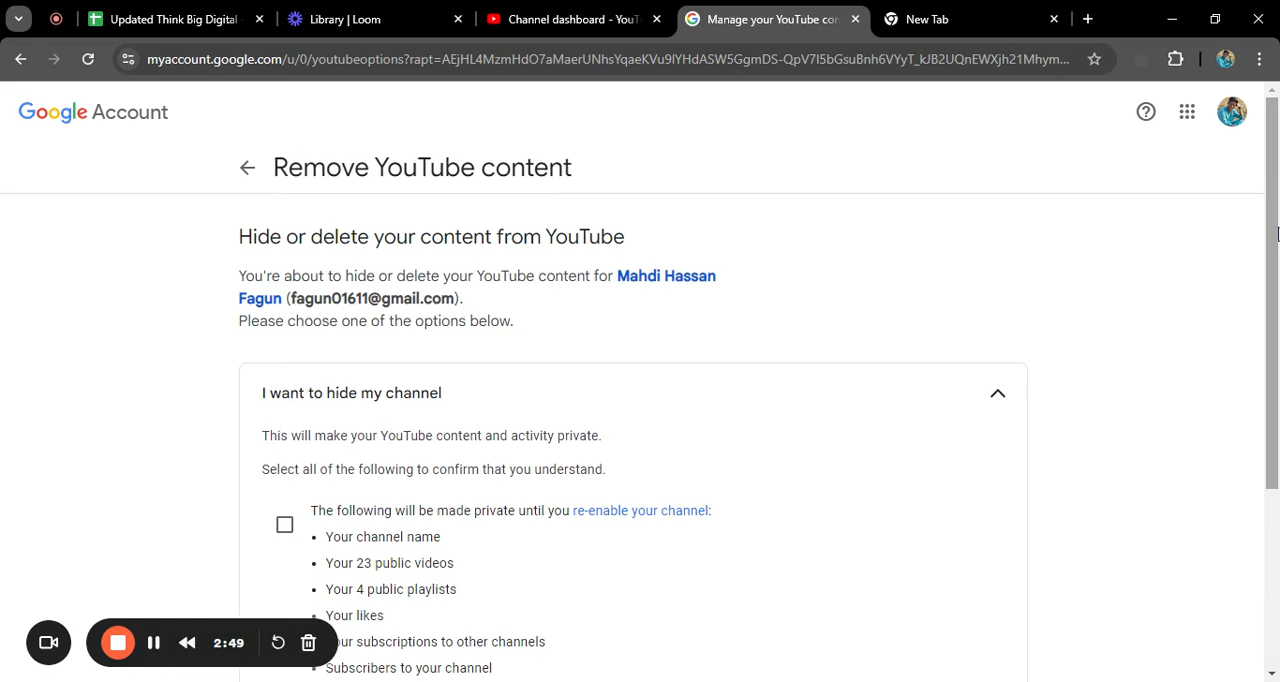 Updated Think Big Digital
Library | Loom
Channel dashboard - YouT
Manage your YouTube con
New Tab
myaccount.google.com/u/0/youtubeoptions?rapt=AEjHL4MzmHdO7aMaerUNhsYqaeKVu9IYHdASW5GgmDS-QpV7I5bGsuBnh6VYyT_kJB2UQnEWXjh21Mhym...
Google Account
Remove YouTube content
Hide or delete your content from YouTube
You're about to hide or delete your YouTube content for Mahdi Hassan
Fagun (fagun01611@gmail.com).
Please choose one of the options below.
I want to hide my channel
This will make your YouTube content and activity private.
Select all of the following to confirm that you understand.
The following will be made private until you re-enable your channel:
• Your channel name
• Your 23 public videos
• Your 4 public playlists
• Your likes
our subscriptions to other channels
• Subscribers to your channel
2:49